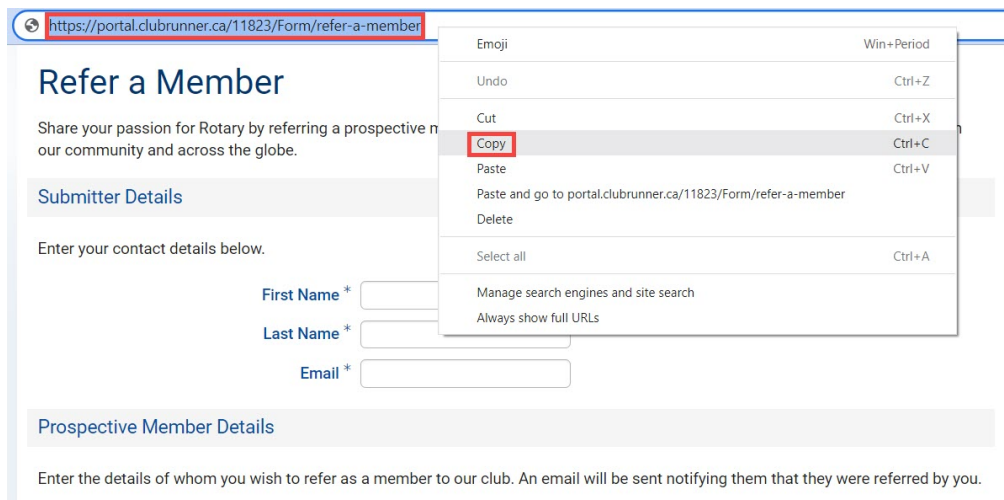 https://portal.clubrunner.ca/11823/Form/refer-a-member
Refer a Member
Share your passion for Rotary by referring a prospective
our community and across the globe.
Submitter Details
Enter your contact details below.
First Name *
Last Name *
Email *
Prospective Member Details
Enter the details of whom you wish to refer as a member to our club. An email will be sent notifying them that they were referred by you.
Emoji Win+Period
Undo Ctrl+Z
Cut Ctrl+X
Copy Ctrl+C
Paste Ctrl+V
Paste and go to portal.clubrunner.ca/11823/Form/refer-a-member
Delete
Select all Ctrl+A
Manage search engines and site search
Always show full URLs